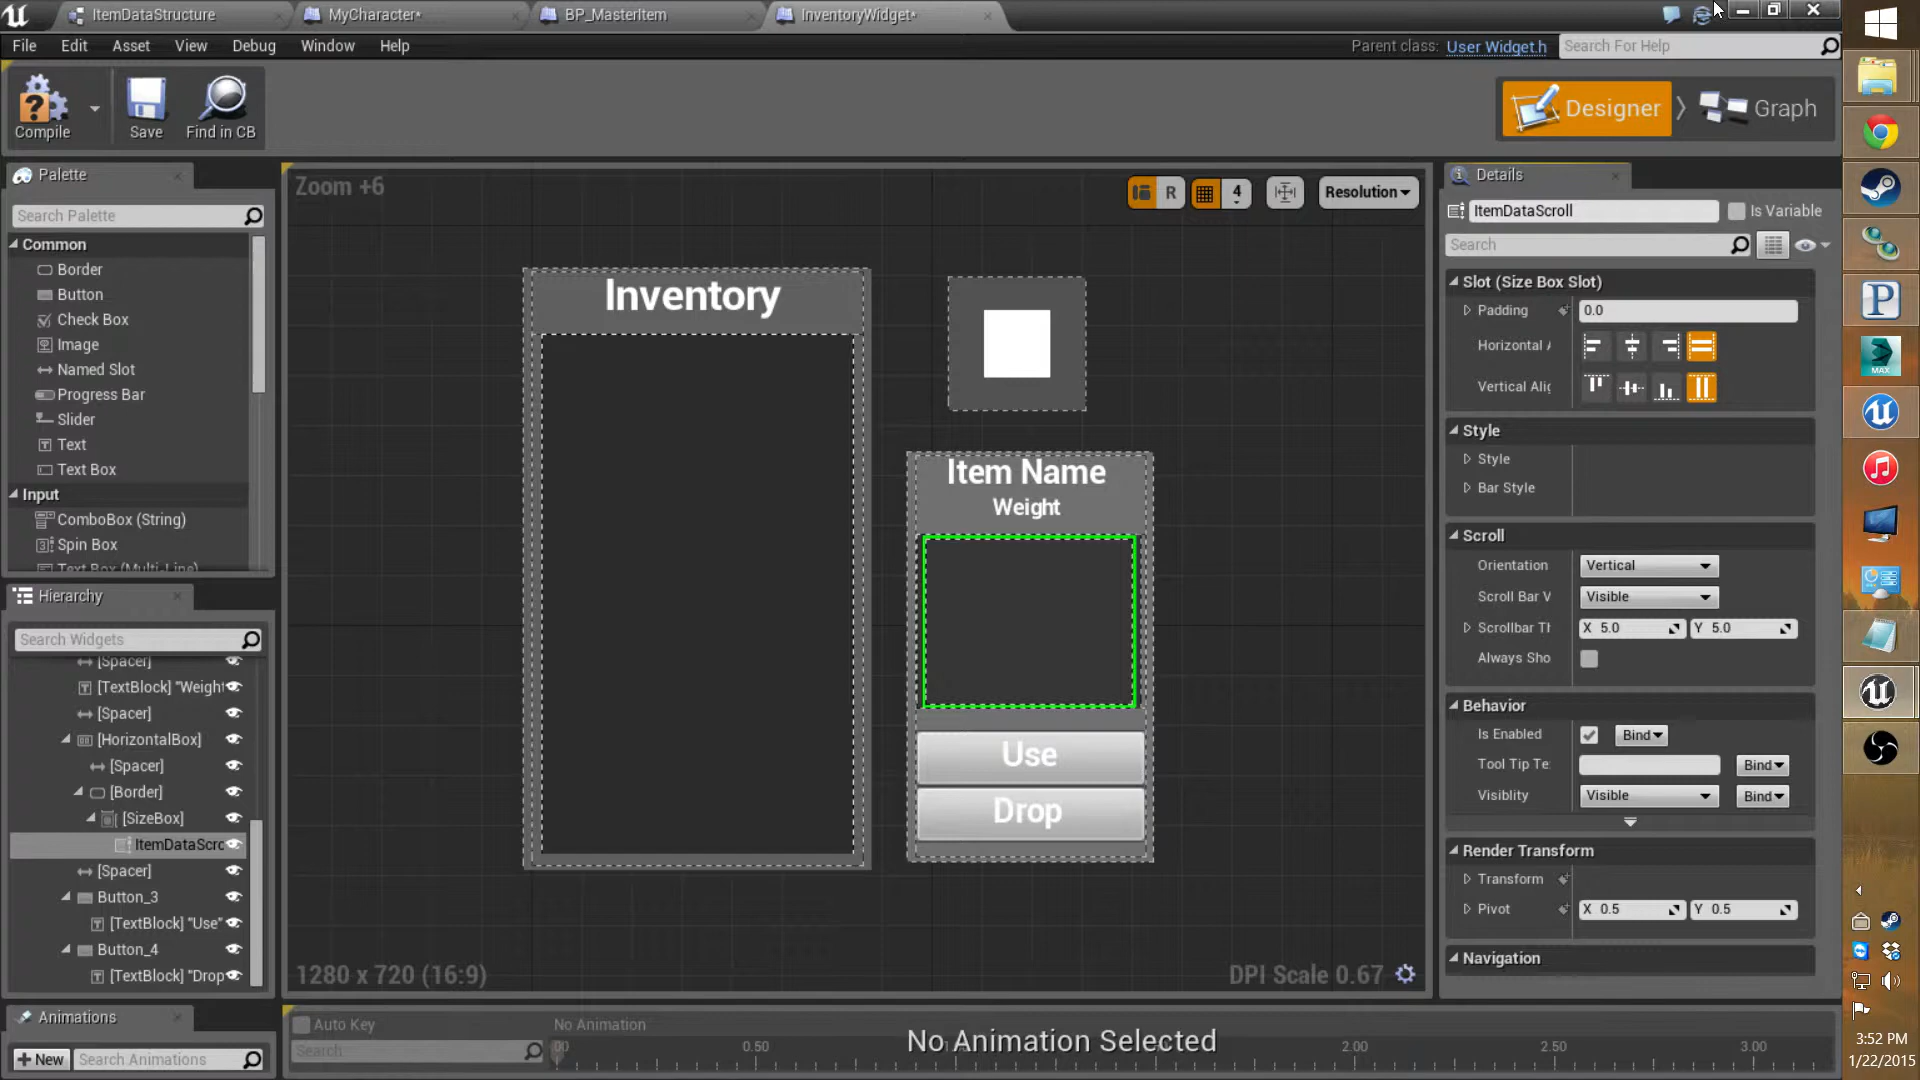 ItemDataStructure
MyCharacter*
BP_MasterItem
InventoryWidget*
File Edit Asset View Debug Window Help
Parent class: User Widget.h
Search For Help
Compile
Save
Find in CB
Designer
Graph
Palette
Search Palette
Common
Border
Button
Check Box
Image
Named Slot
Progress Bar
Slider
Text
Text Box
Input
ComboBox (String)
Spin Box
Text Box (Multi-Line)
Hierarchy
Search Widgets
[Spacer]
[TextBlock] "Weight
[Spacer]
[HorizontalBox]
[Spacer]
[Border]
[SizeBox]
ItemDataScro
[Spacer]
Button_3
[TextBlock] "Use"
Button_4
[TextBlock] "Drop
Animations
New
Search Animations
Zoom +6
R
4
Resolution
Inventory
Item Name
Weight
Use
Drop
1280 x 720 (16:9)
DPI Scale 0.67
Auto Key
Search
No Animation
0.50
No Animation Selected
2.00
2.50
3.00
Details
ItemDataScroll
Is Variable
Search
Slot (Size Box Slot)
Padding 0.0
Horizontal A
Vertical Alig
Style
Style
Bar Style
Scroll
Orientation Vertical
Scroll Bar V Visible
Scrollbar Th X 5.0 Y 5.0
Always Sho
Behavior
Is Enabled Bind
Tool Tip Te Bind
Visiblity Visible Bind
Render Transform
Transform
Pivot X 0.5 Y 0.5
Navigation
P
MAX
3:52 PM
1/22/2015